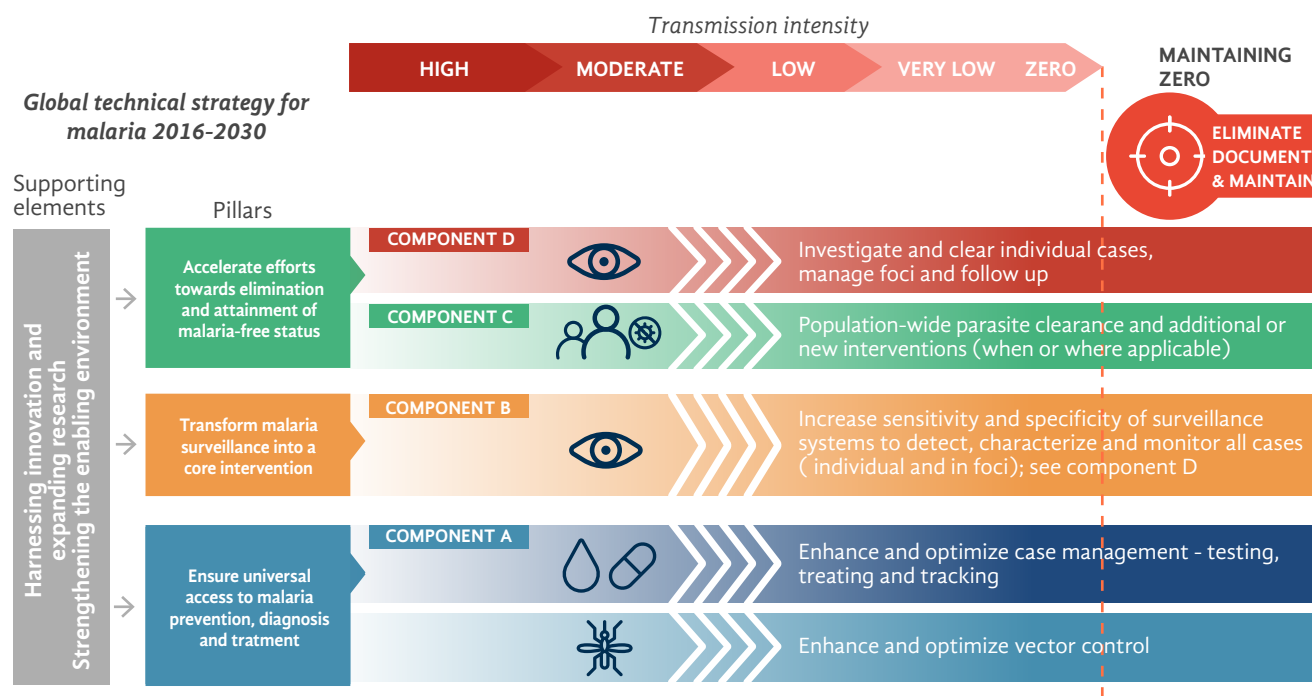 Transmission intensity
HIGH
MODERATE
LOW
VERY LOW
ZERO
MAINTAINING
ZERO
Global technical strategy for
malaria 2016-2030
ELIMINATE
DOCUMENT
& MAINTAIN
Supporting
elements
Pillars
Harnessing innovation and
expanding research
Strengthening the enabling environment
Accelerate efforts
towards elimination
and attainment of
malaria-free status
COMPONENT D
Investigate and clear individual cases,
manage foci and follow up
COMPONENT C
Population-wide parasite clearance and additional or
new interventions (when or where applicable)
Transform malaria
surveillance into a
core intervention
COMPONENT B
Increase sensitivity and specificity of surveillance
systems to detect, characterize and monitor all cases
( individual and in foci); see component D
Ensure universal
access to malaria
prevention, diagnosis
and tratment
COMPONENT A
Enhance and optimize case management - testing,
treating and tracking
Enhance and optimize vector control